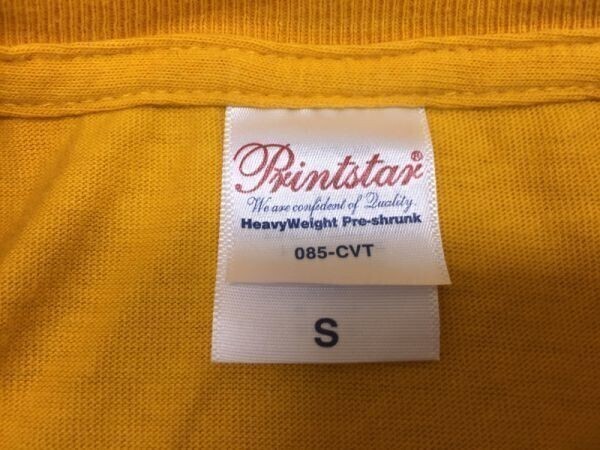 Printstar®
We are confident of Quality.
HeavyWeight Pre-shrunk
085-CVT
S